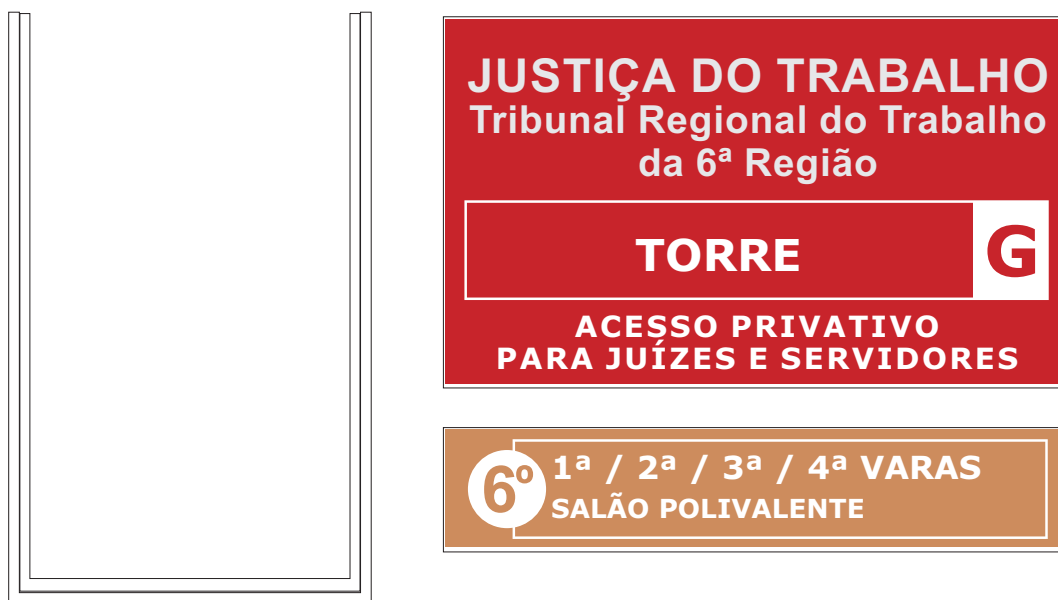 JUSTIÇA DO TRABALHO
Tribunal Regional do Trabalho
da 6ª Região
TORRE G
ACESSO PRIVATIVO
PARA JUÍZES E SERVIDORES
6º 1ª / 2ª / 3ª / 4ª VARAS
SALÃO POLIVALENTE